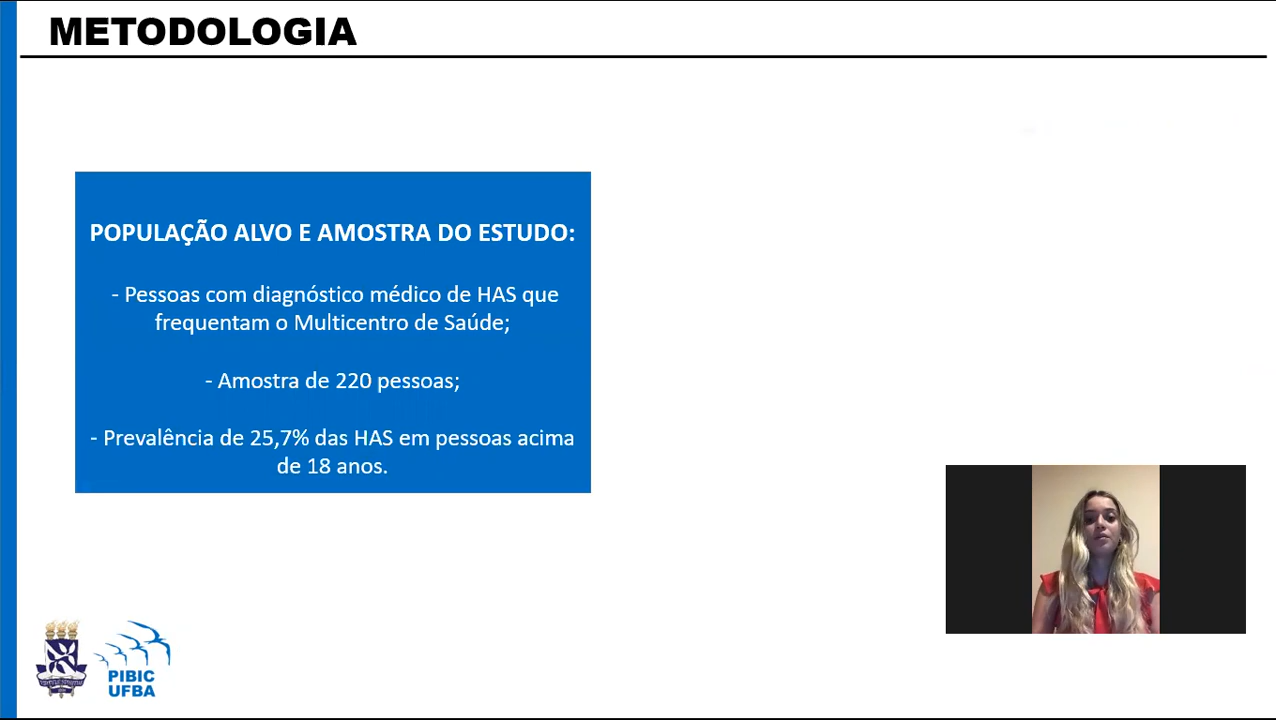 METODOLOGIA
POPULAÇÃO ALVO E AMOSTRA DO ESTUDO:
- Pessoas com diagnóstico médico de HAS que
frequentam o Multicentro de Saúde;
- Amostra de 220 pessoas;
- Prevalência de 25,7% das HAS em pessoas acima
de 18 anos.
PIBIC
UFBA